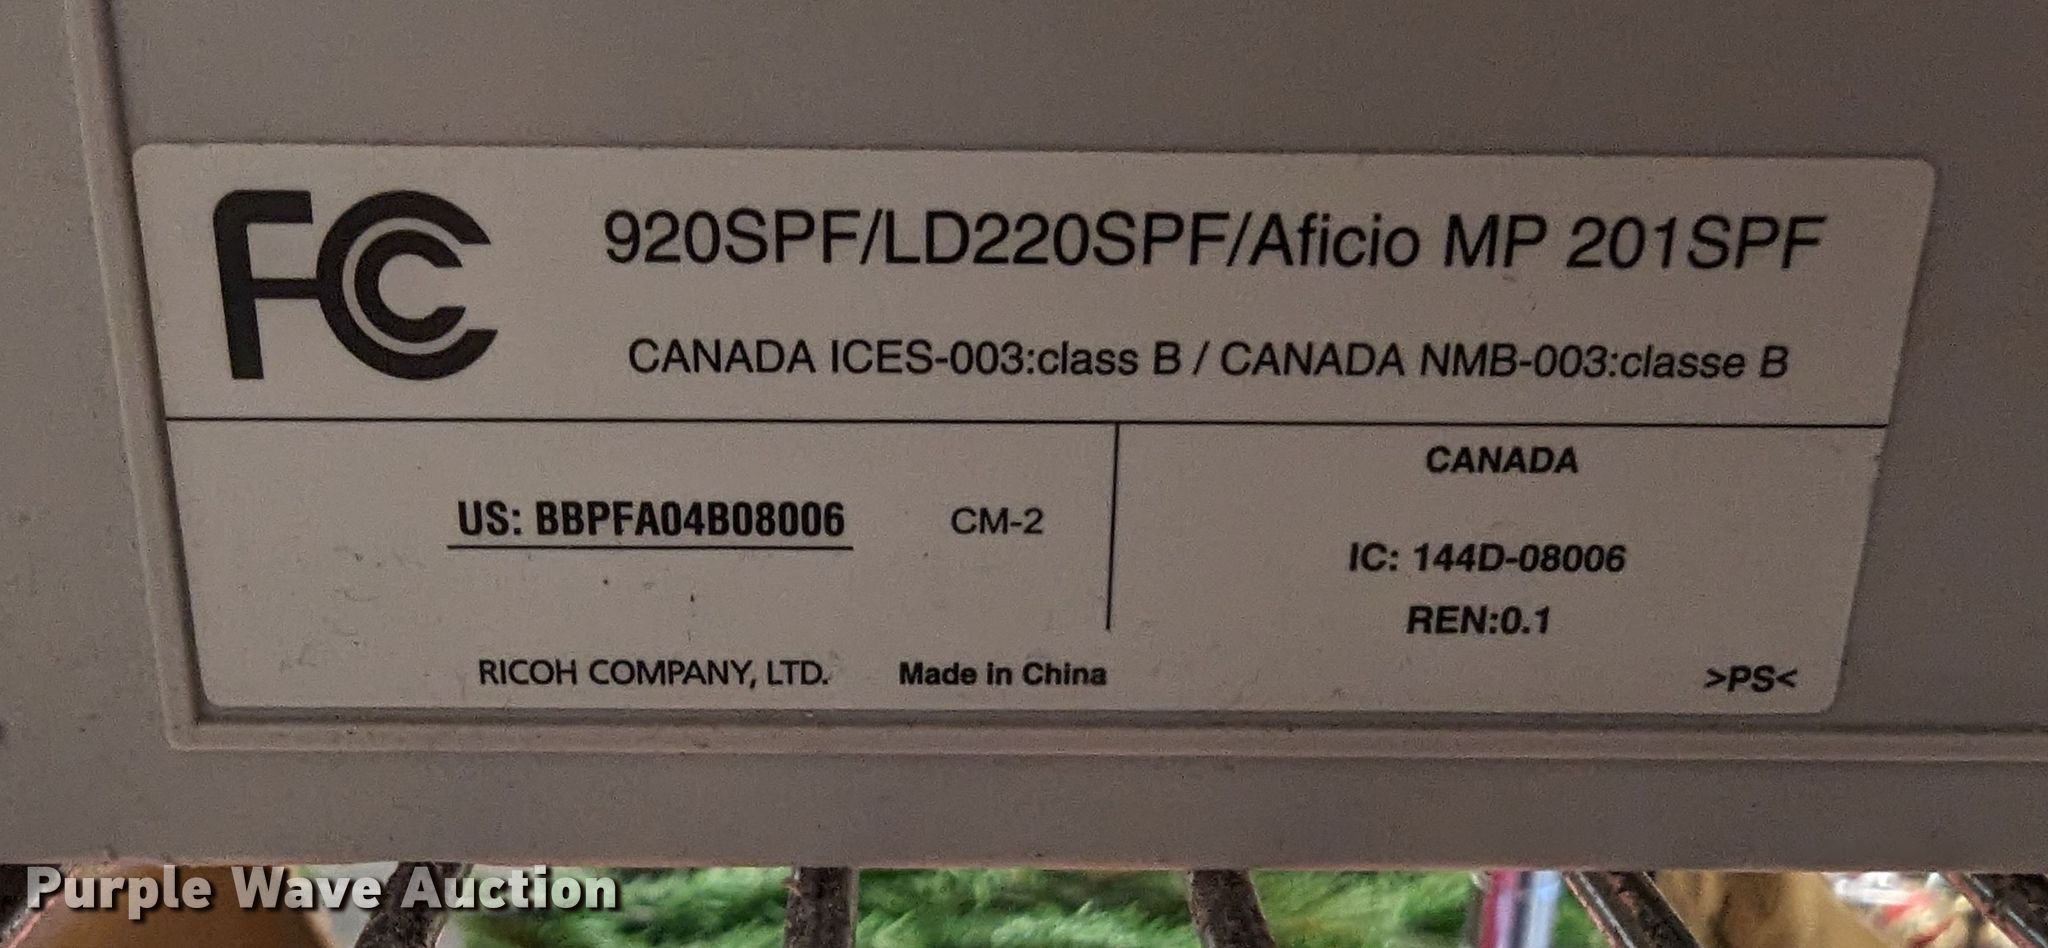 FCC
920SPF/LD220SPF/Aficio MP 201SPF
CANADA ICES-003:class B / CANADA NMB-003:classe B
US: BBPFA04B08006 CM-2
RICOH COMPANY, LTD. Made in China
CANADA
IC: 144D-08006
REN:0.1
>PS<
Purple Wave Auction